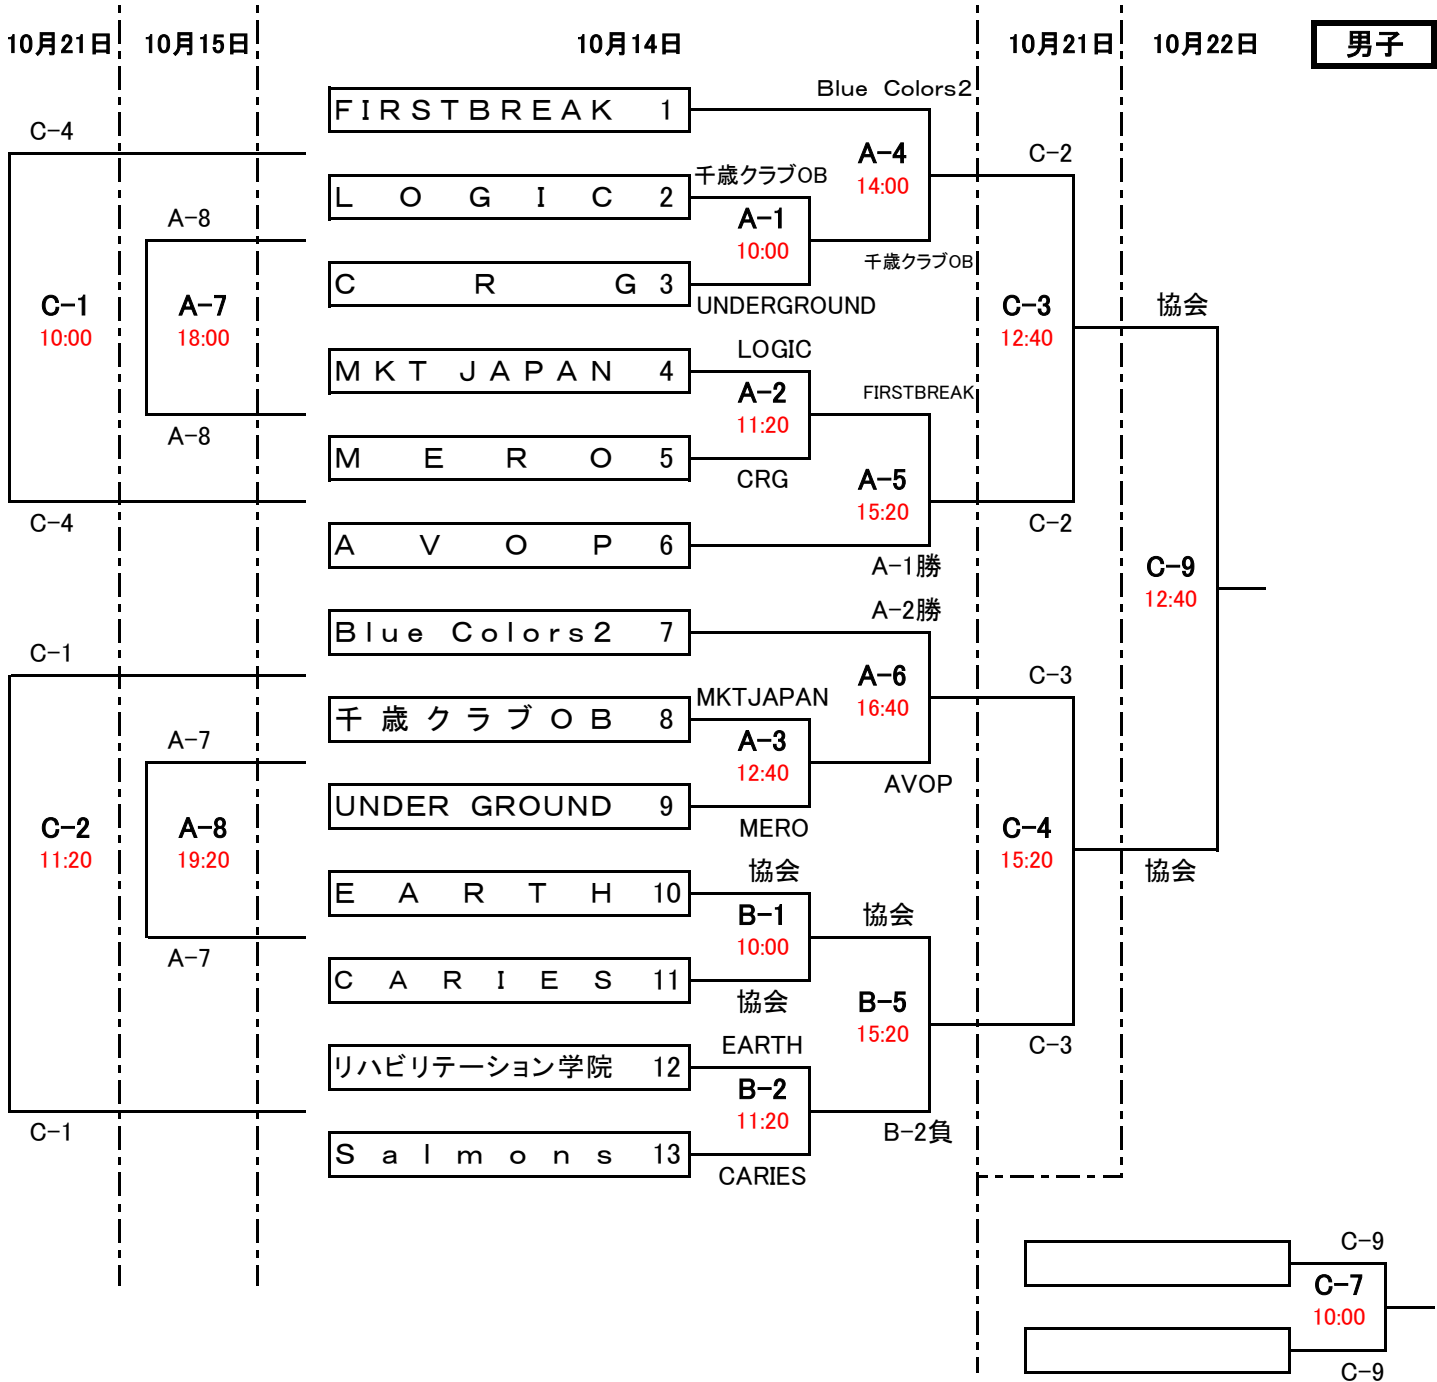 10月21日 10月15日 10月14日 10月21日 10月22日 男子
Blue Colors2
FIRSTBREAK 1
C-4
A-4
C-2
14:00
千歳クラブOB
LOGIC 2
A-8
A-1
10:00
千歳クラブOB
CRG 3
UNDERGROUND
C-1
10:00
A-7
18:00
C-3
12:40
協会
LOGIC
MKT JAPAN 4
A-2
11:20
FIRSTBREAK
A-8
MERO 5
CRG
A-5
15:20
C-4
C-2
AVOP 6
A-1勝
C-9
12:40
A-2勝
Blue Colors2 7
C-1
A-6
16:40
C-3
MKTJAPAN
千歳クラブOB 8
A-7
A-3
12:40
AVOP
UNDER GROUND 9
MERO
C-2
11:20
A-8
19:20
C-4
15:20
協会
協会
EARTH 10
B-1
10:00
協会
A-7
CARIES 11
協会
B-5
15:20
EARTH
C-3
リハビリテーション学院 12
B-2
11:20
C-1
B-2負
Salmons 13
CARIES
C-9
C-7
10:00
C-9